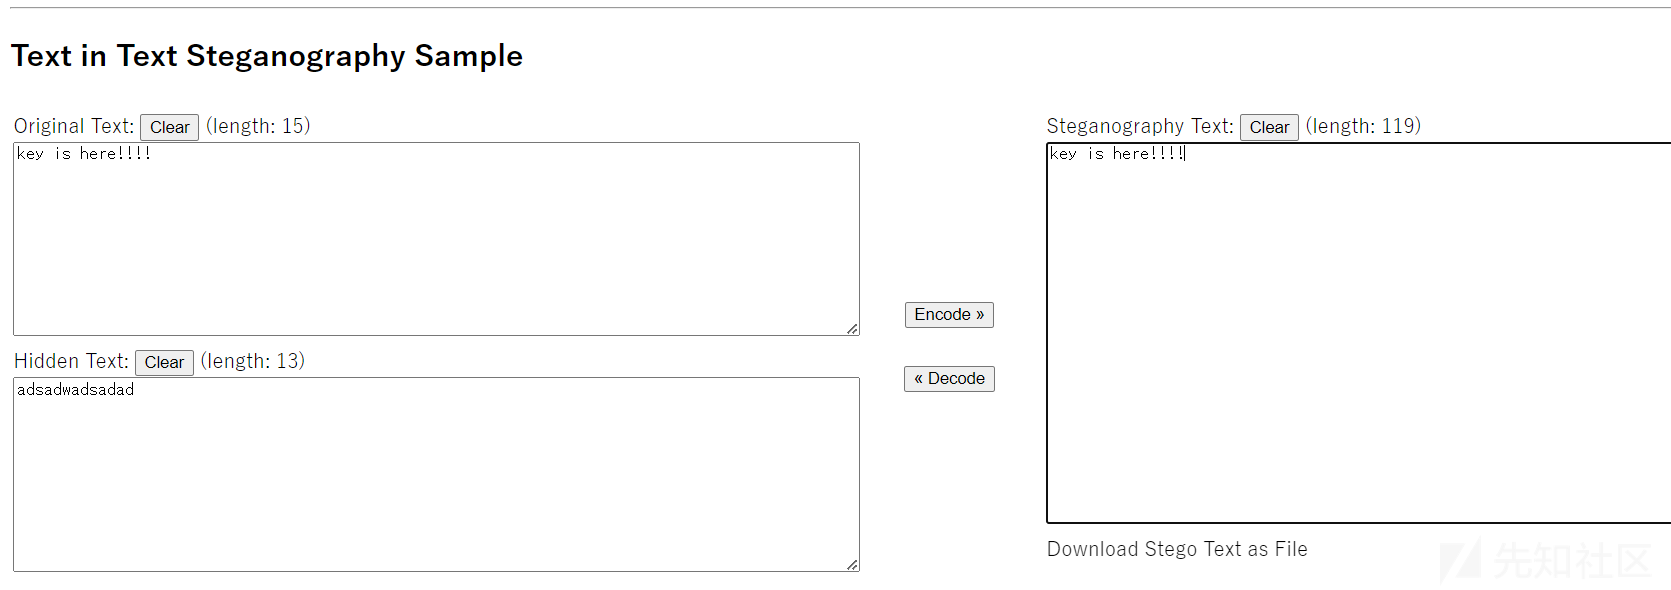 Text in Text Steganography Sample
Original Text: Clear (length: 15)
key is here!!!!
Hidden Text: Clear (length: 13)
adsadwadsadad
Encode »
« Decode
Steganography Text: Clear (length: 119)
key is here!!!!
Download Stego Text as File
先知社区